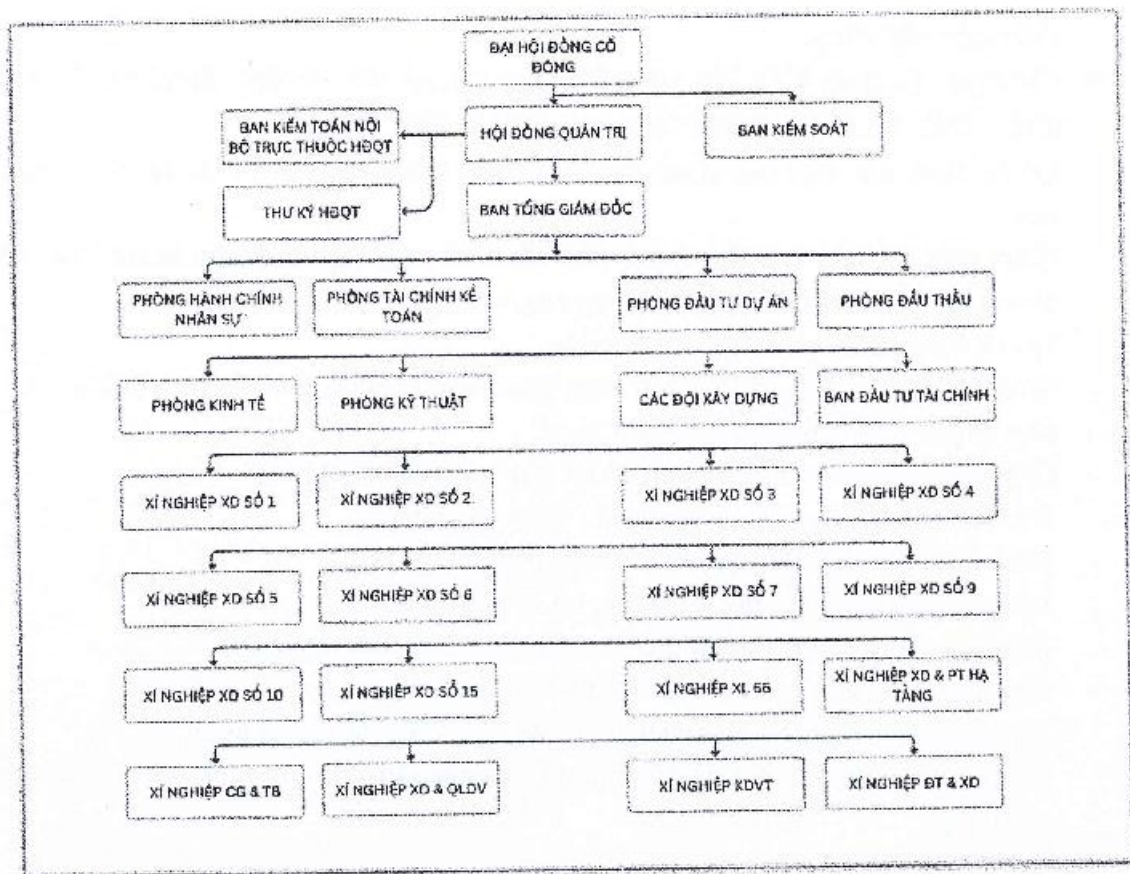 ĐẠI HỘI ĐỒNG CỔ
ĐÔNG
BAN KIỂM TOÁN NỘI
BỘ TRỰC THUỘC HĐQT
HỘI ĐỒNG QUẢN TRỊ
BAN KIỂM SOÁT
THƯ KÝ HĐQT
BAN TỔNG GIÁM ĐỐC
PHÒNG HÀNH CHÍNH
NHÂN SỰ
PHÒNG TÀI CHÍNH KẾ
TOÁN
PHÒNG ĐẦU TƯ DỰ ÁN
PHÒNG ĐẤU THẦU
PHÒNG KINH TẾ
PHÒNG KỸ THUẬT
CÁC ĐỘI XÂY DỰNG
BAN ĐẦU TƯ TÀI CHÍNH
XÍ NGHIỆP XD SỐ 1
XÍ NGHIỆP XD SỐ 2
XÍ NGHIỆP XD SỐ 3
XÍ NGHIỆP XD SỐ 4
XÍ NGHIỆP XD SỐ 5
XÍ NGHIỆP XD SỐ 6
XÍ NGHIỆP XD SỐ 7
XÍ NGHIỆP XD SỐ 9
XÍ NGHIỆP XD SỐ 10
XÍ NGHIỆP XD SỐ 15
XÍ NGHIỆP XL 66
XÍ NGHIỆP XD & PT HẠ
TẦNG
XÍ NGHIỆP CG & TB
XÍ NGHIỆP XD & QLDV
XÍ NGHIỆP KDVT
XÍ NGHIỆP ĐT & XD